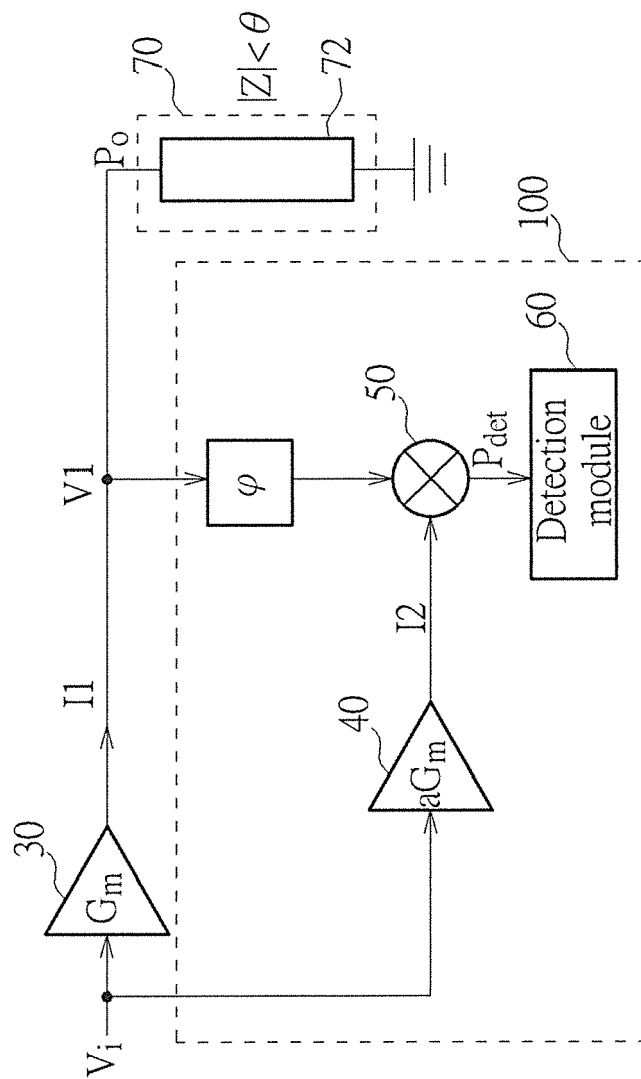 V_i
30
G_m
I1
V1
P_o
70
|Z|<θ
72
100
φ
50
40
aG_m
I2
P_det
60
Detection
module